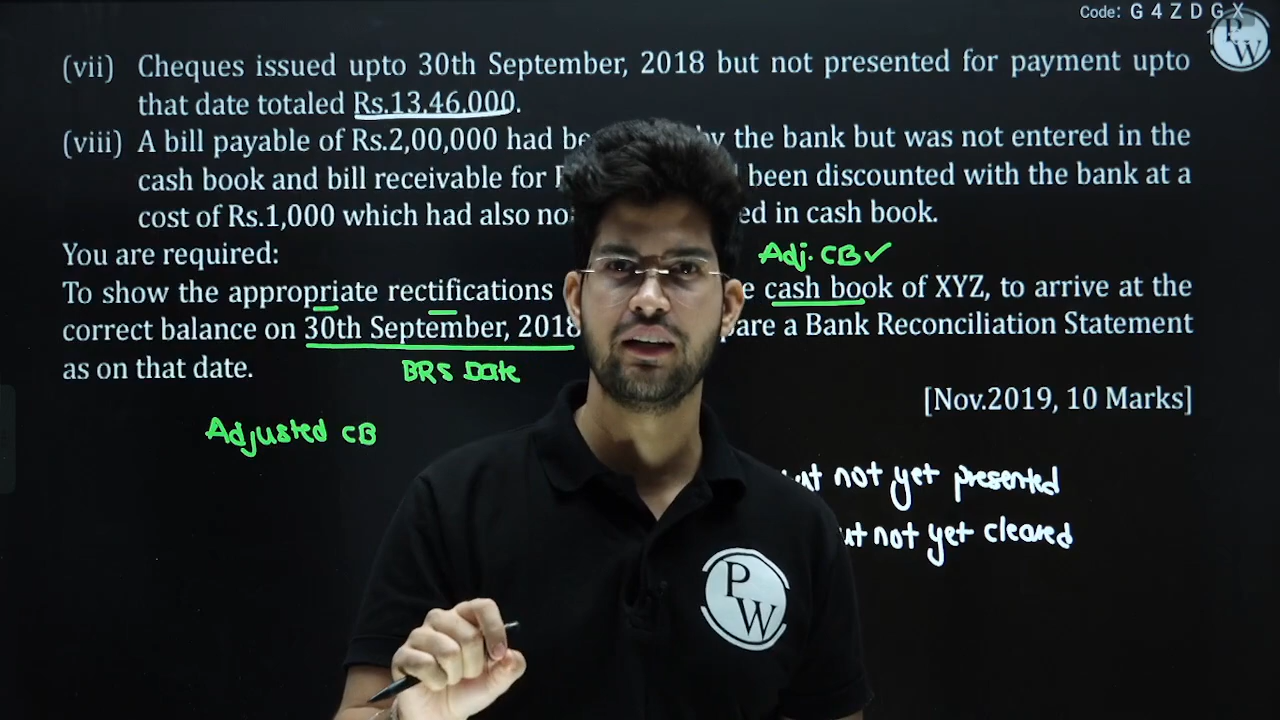 Code: G 4 Z D G X
P W
(vii) Cheques issued upto 30th September, 2018 but not presented for payment upto
that date totaled Rs.13,46,000.
(viii) A bill payable of Rs.2,00,000 had by the bank but was not entered in the
cash book and bill receivable for been discounted with the bank at a
cost of Rs.1,000 which had also in cash book.
You are required:
Adj. CB ✓
To show the appropriate rectifications cash book of XYZ, to arrive at the
correct balance on 30th September, 2018 a Bank Reconciliation Statement
as on that date.
BRS Date
[Nov.2019, 10 Marks]
Adjusted CB
not yet presented
not yet cleared
P W